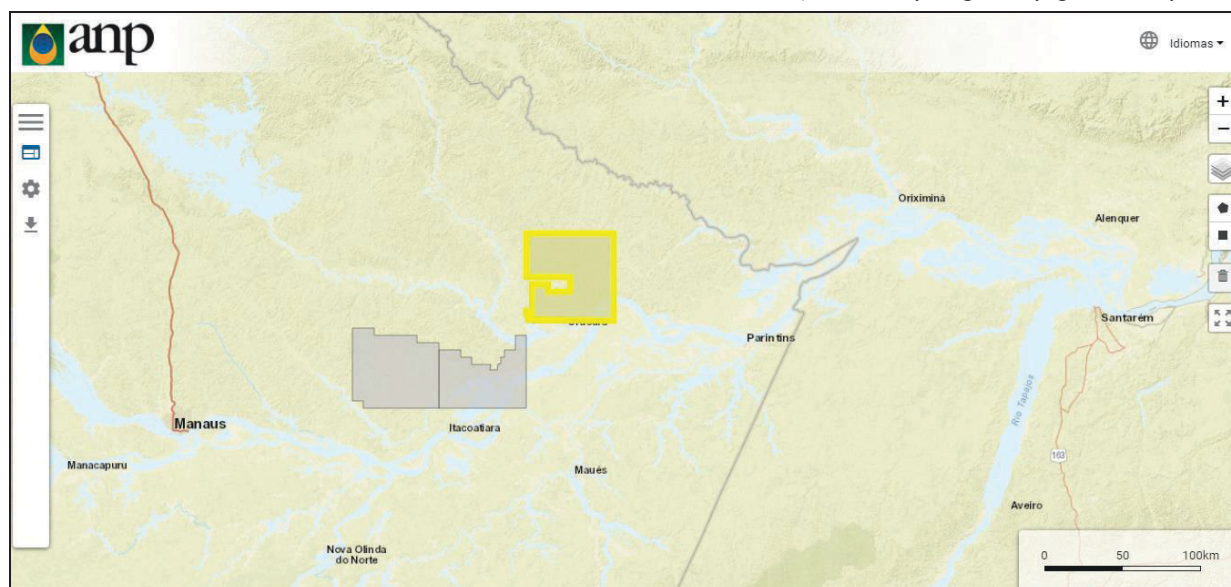 anp
Idiomas
Oriximiná
Alenquer
Santarém
Parintins
Manaus
Itacoatiara
Manacapuru
Maués
Rio Tapajos
163
Aveiro
Nova Olinda
do Norte
0 50 100km